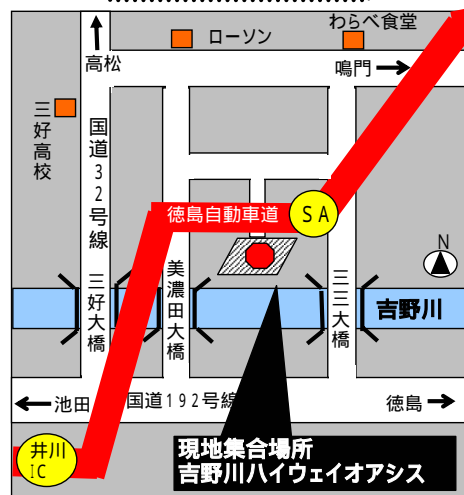 ローソン
わらべ食堂
高松
鳴門
三好高校
国道32号線
徳島自動車道
SA
N
三好大橋
美濃田大橋
三三大橋
吉野川
池田
国道192号線
徳島
井川
IC
現地集合場所
吉野川ハイウェイオアシス